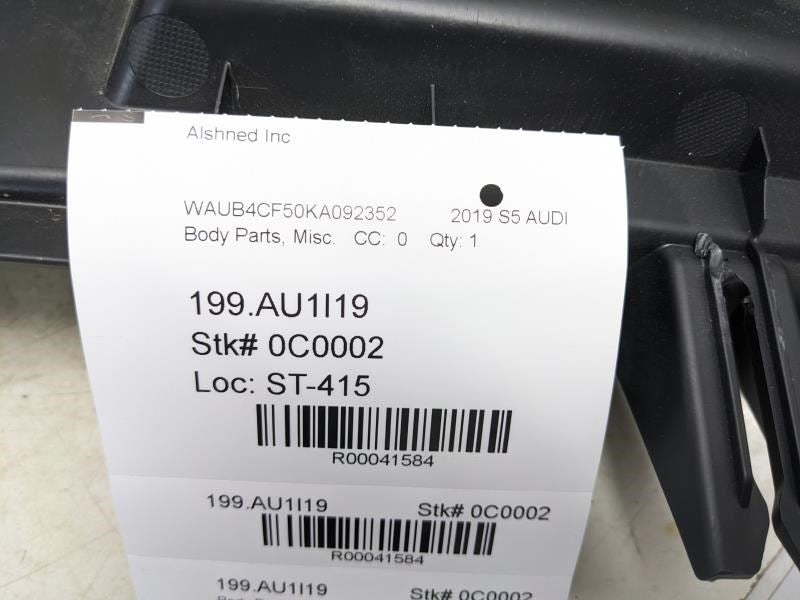 Alshned Inc
WAUB4CF50KA092352 2019 S5 AUDI
Body Parts, Misc. CC: 0 Qty: 1
199.AU1I19
Stk# 0C0002
Loc: ST-415
R00041584
199.AU1I19 Stk# 0C0002
R00041584
199.AU1I19 Stk# 0C0002